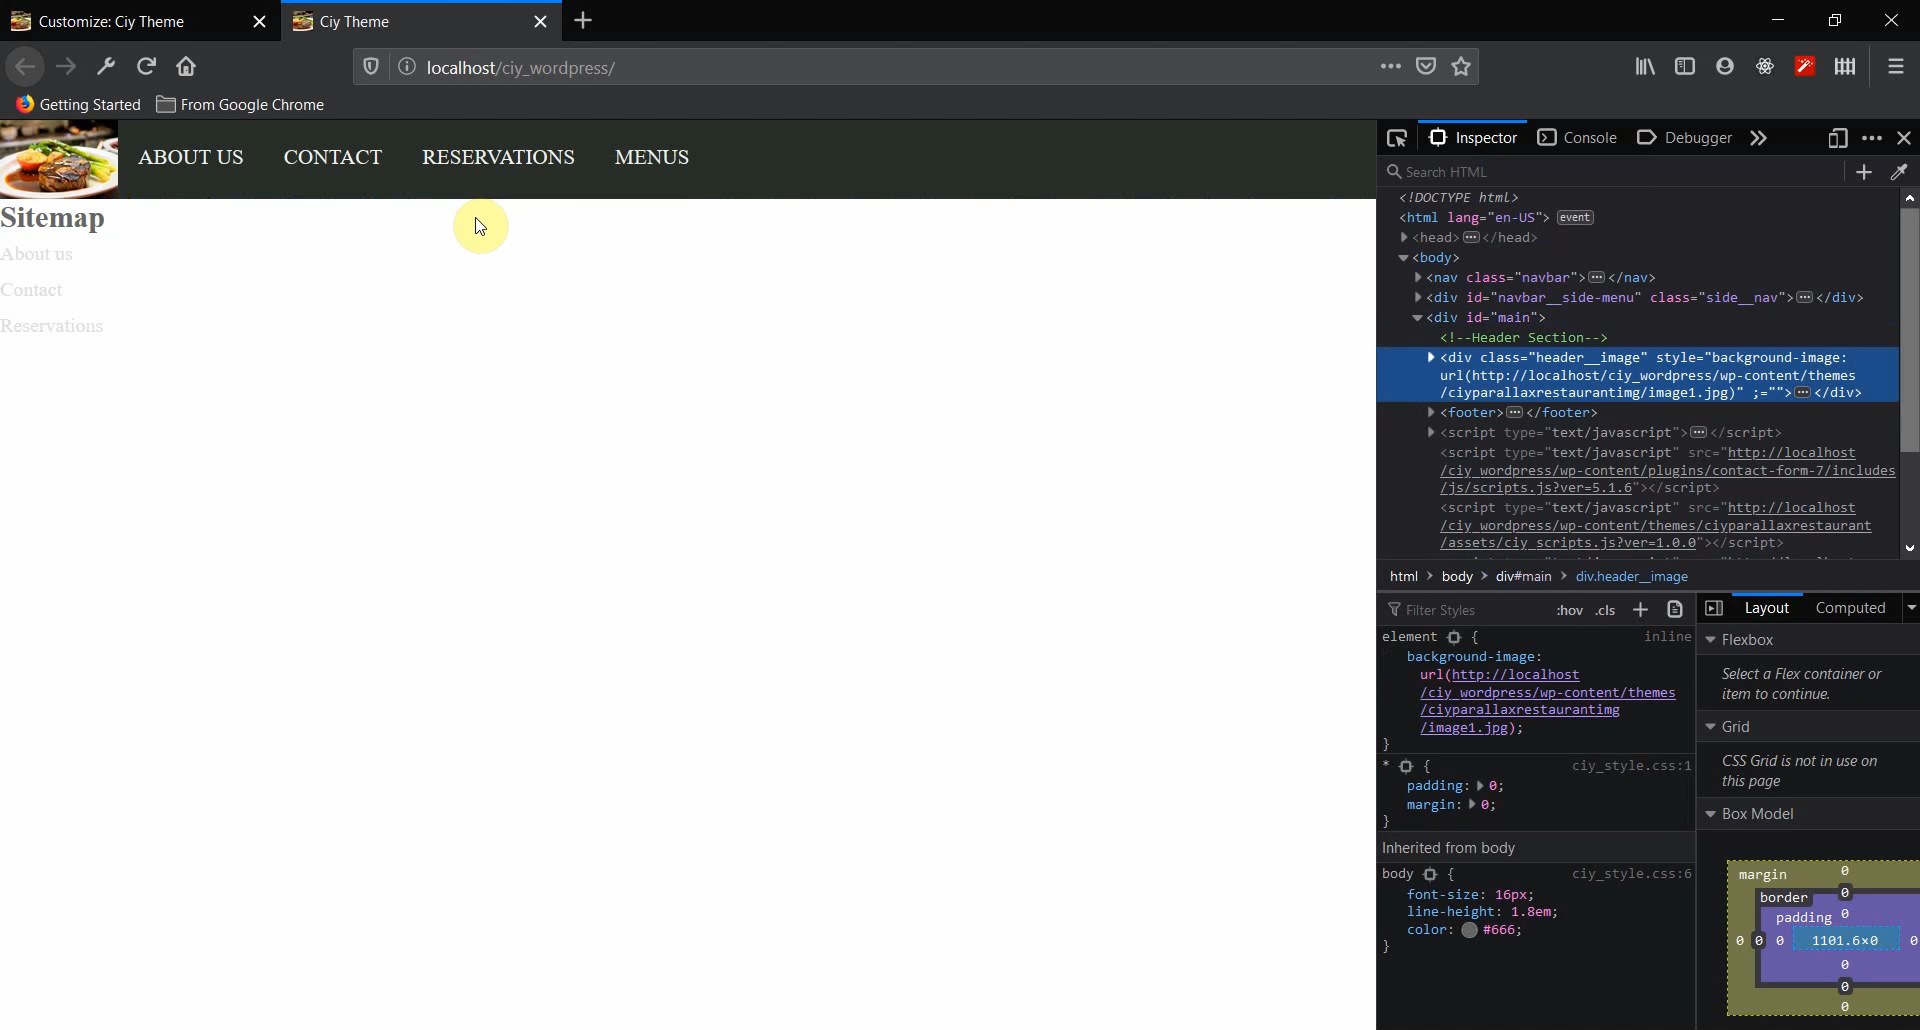 Customize: Ciy Theme
Ciy Theme
localhost/ciy_wordpress/
Getting Started
From Google Chrome
ABOUT US
CONTACT
RESERVATIONS
MENUS
Sitemap
About us
Contact
Reservations
Inspector
Console
Debugger
Search HTML
<!DOCTYPE html>
<html lang="en-US"> event
<head> </head>
<body>
<nav class="navbar"> </nav>
<div id="navbar__side-menu" class="side__nav"> </div>
<div id="main">
<!--Header Section-->
<div class="header__image" style="background-image:
url(http://localhost/ciy_wordpress/wp-content/themes
/ciyparallaxrestaurantimg/image1.jpg)" ;=""> </div>
<footer> </footer>
<script type="text/javascript"> </script>
<script type="text/javascript" src="http://localhost
/ciy_wordpress/wp-content/plugins/contact-form-7/includes
/js/scripts.js?ver=5.1.6"></script>
<script type="text/javascript" src="http://localhost
/ciy_wordpress/wp-content/themes/ciyparallaxrestaurant
/assets/ciy_scripts.js?ver=1.0.0"></script>
html > body > div#main > div.header__image
Filter Styles
:hov .cls
Layout
Computed
element {
inline
background-image:
url(http://localhost
/ciy_wordpress/wp-content/themes
/ciyparallaxrestaurantimg
/image1.jpg);
}
* {
ciy_style.css:1
padding: 0;
margin: 0;
}
Inherited from body
body {
ciy_style.css:6
font-size: 16px;
line-height: 1.8em;
color: #666;
}
Flexbox
Select a Flex container or
item to continue.
Grid
CSS Grid is not in use on
this page
Box Model
margin 0
border 0
padding 0
0 0 0 1101.6×0 0
0
0
0